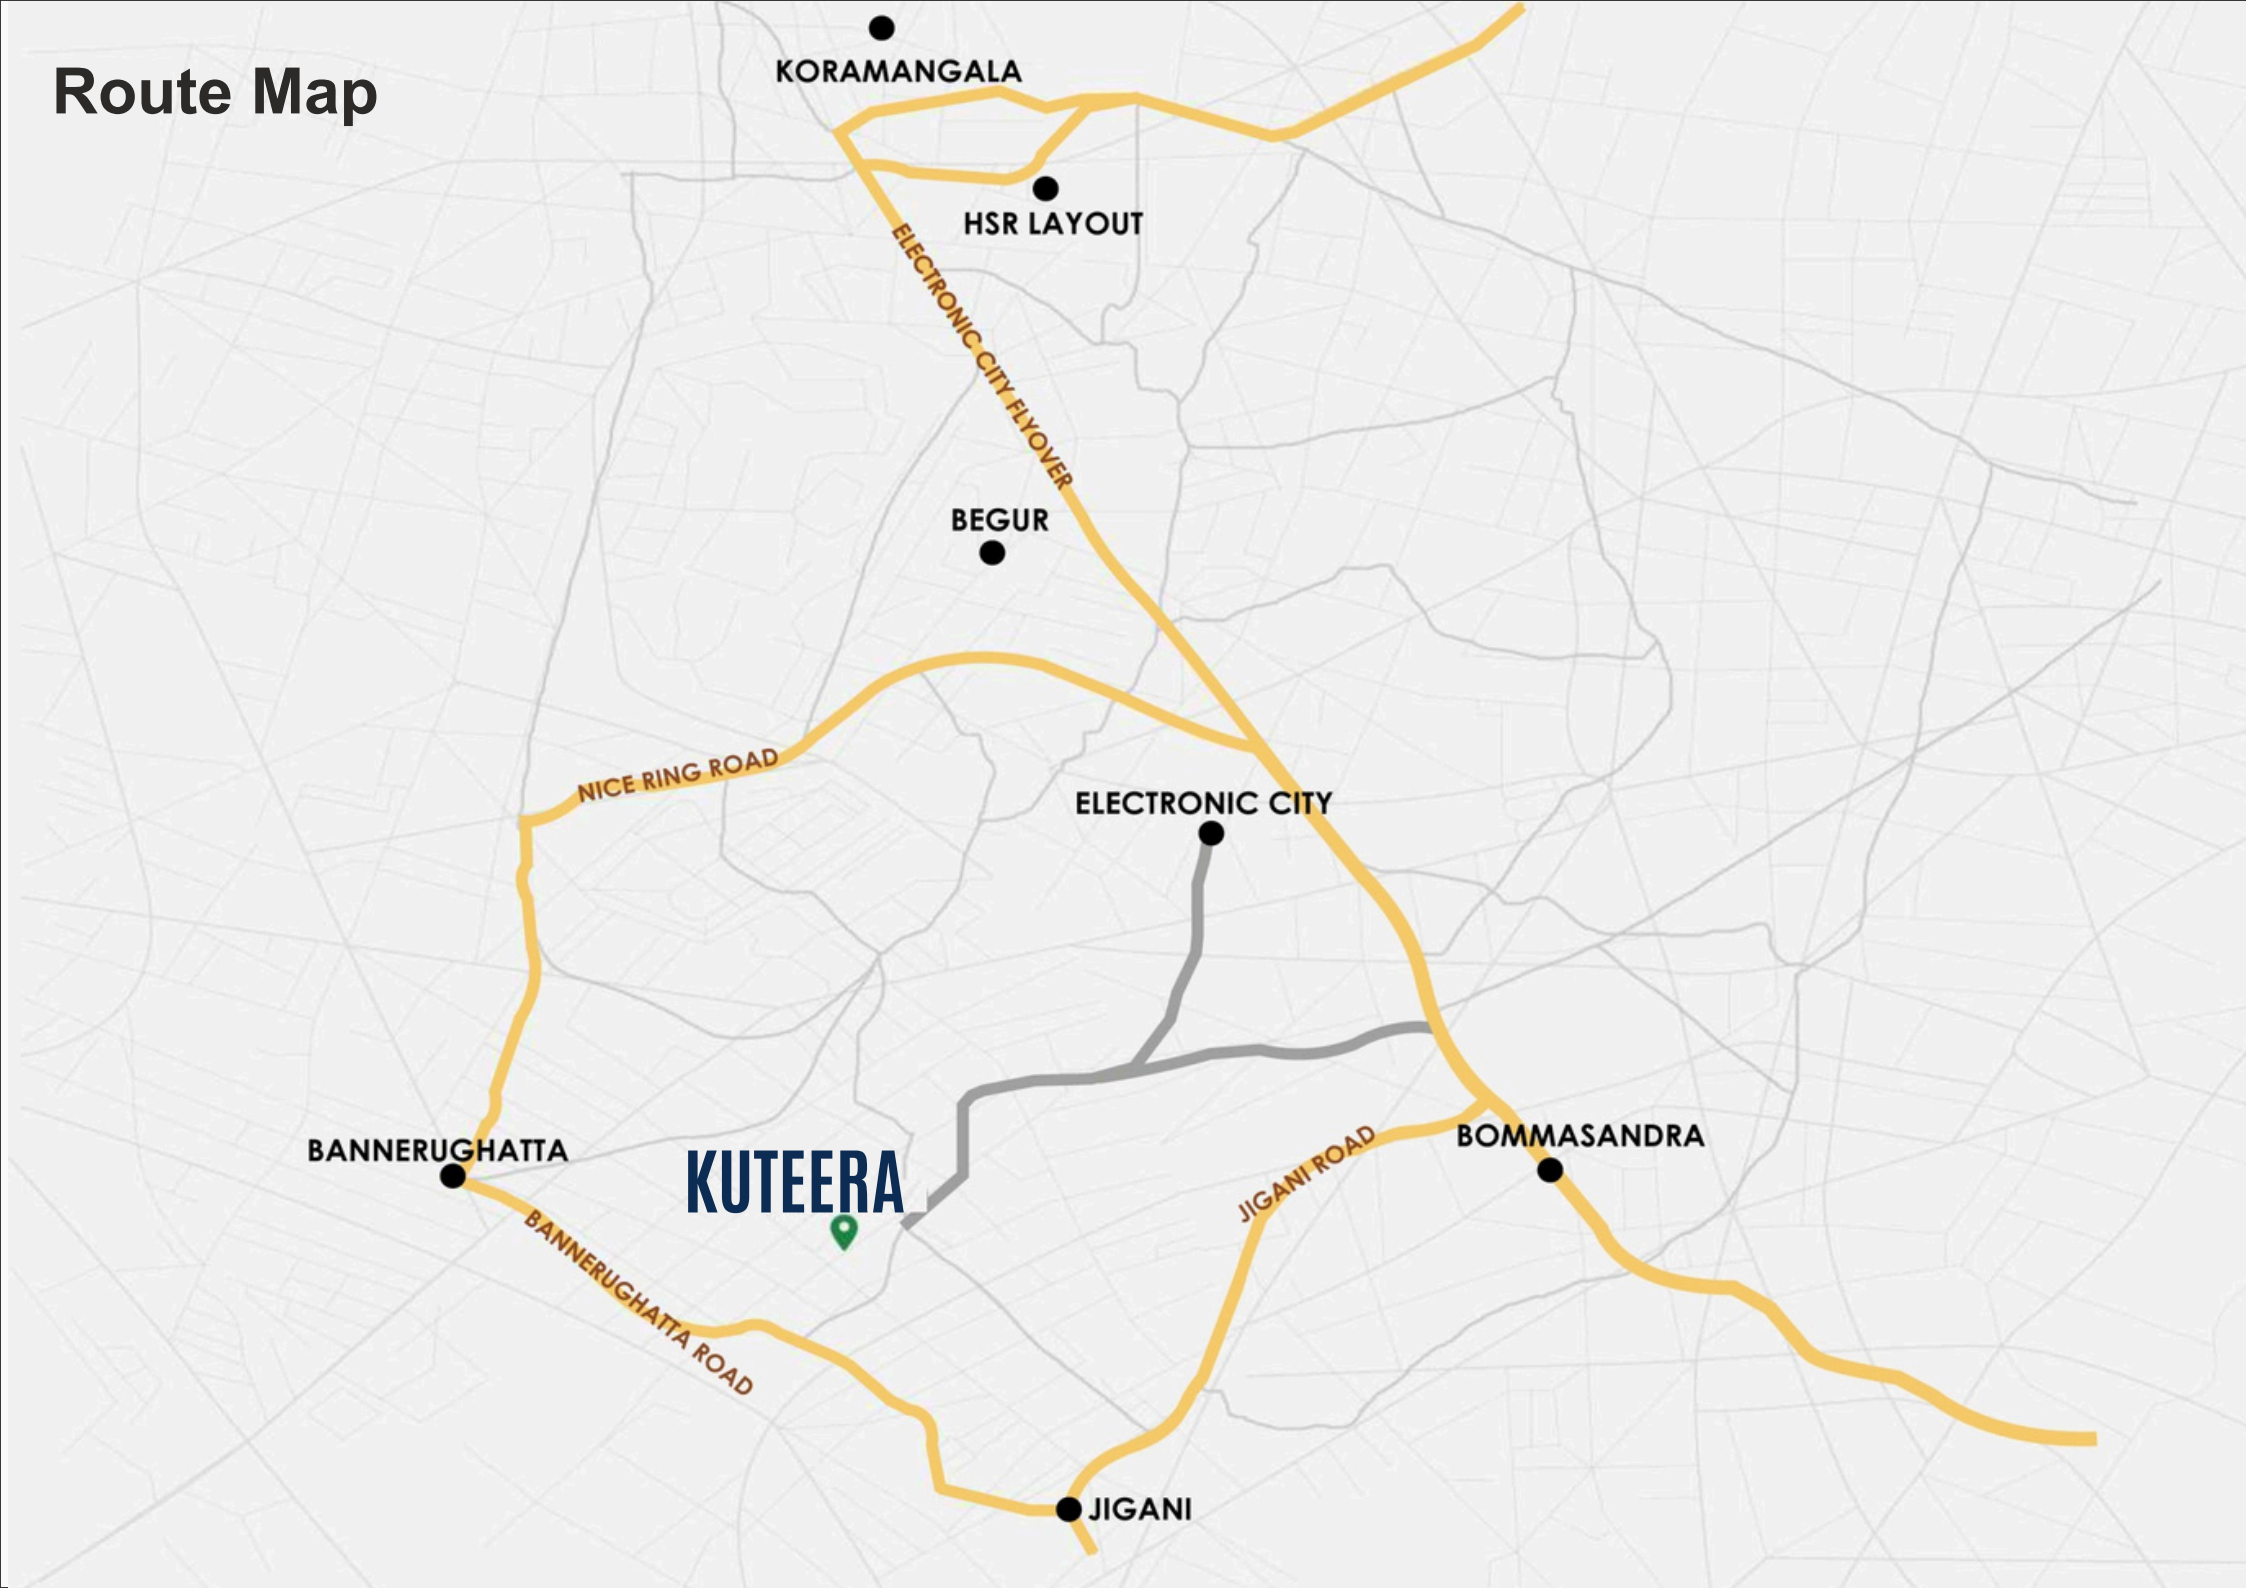 Route Map
KORAMANGALA
HSR LAYOUT
ELECTRONIC CITY FLYOVER
BEGUR
NICE RING ROAD
ELECTRONIC CITY
BANNERUGHATTA
KUTEERA
BOMMASANDRA
JIGANI ROAD
BANNERUGHATTA ROAD
JIGANI